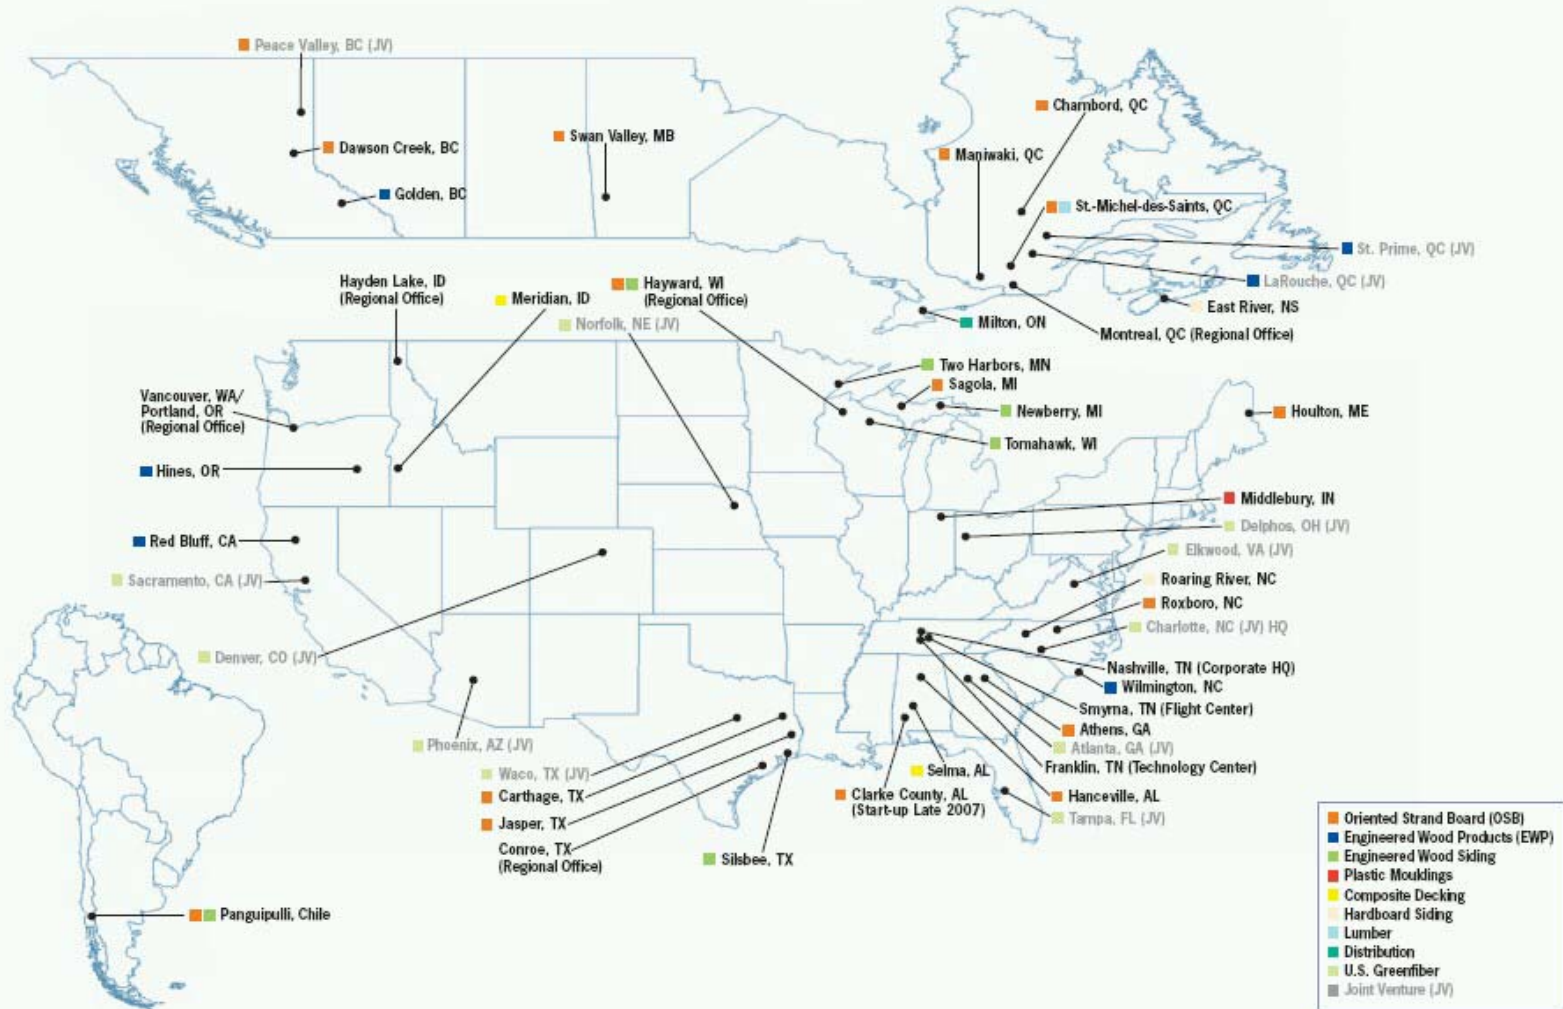 Peace Valley, BC (JV)
Dawson Creek, BC
Golden, BC
Swan Valley, MB
Chambord, QC
Maniwaki, QC
St.-Michel-des-Saints, QC
St. Prime, QC (JV)
LaRouche, QC (JV)
East River, NS
Milton, ON
Montreal, QC (Regional Office)
Hayden Lake, ID
(Regional Office)
Meridian, ID
Norfolk, NE (JV)
Hayward, WI
(Regional Office)
Two Harbors, MN
Sagola, MI
Newberry, MI
Tomahawk, WI
Houlton, ME
Vancouver, WA/
Portland, OR
(Regional Office)
Hines, OR
Red Bluff, CA
Sacramento, CA (JV)
Denver, CO (JV)
Middlebury, IN
Delphos, OH (JV)
Elkwood, VA (JV)
Roaring River, NC
Roxboro, NC
Charlotte, NC (JV) HQ
Nashville, TN (Corporate HQ)
Wilmington, NC
Smyrna, TN (Flight Center)
Athens, GA
Atlanta, GA (JV)
Franklin, TN (Technology Center)
Hanceville, AL
Tampa, FL (JV)
Phoenix, AZ (JV)
Waco, TX (JV)
Carthage, TX
Jasper, TX
Conroe, TX
(Regional Office)
Silsbee, TX
Selma, AL
Clarke County, AL
(Start-up Late 2007)
Panguipulli, Chile
Oriented Strand Board (OSB)
Engineered Wood Products (EWP)
Engineered Wood Siding
Plastic Mouldings
Composite Decking
Hardboard Siding
Lumber
Distribution
U.S. Greenfiber
Joint Venture (JV)